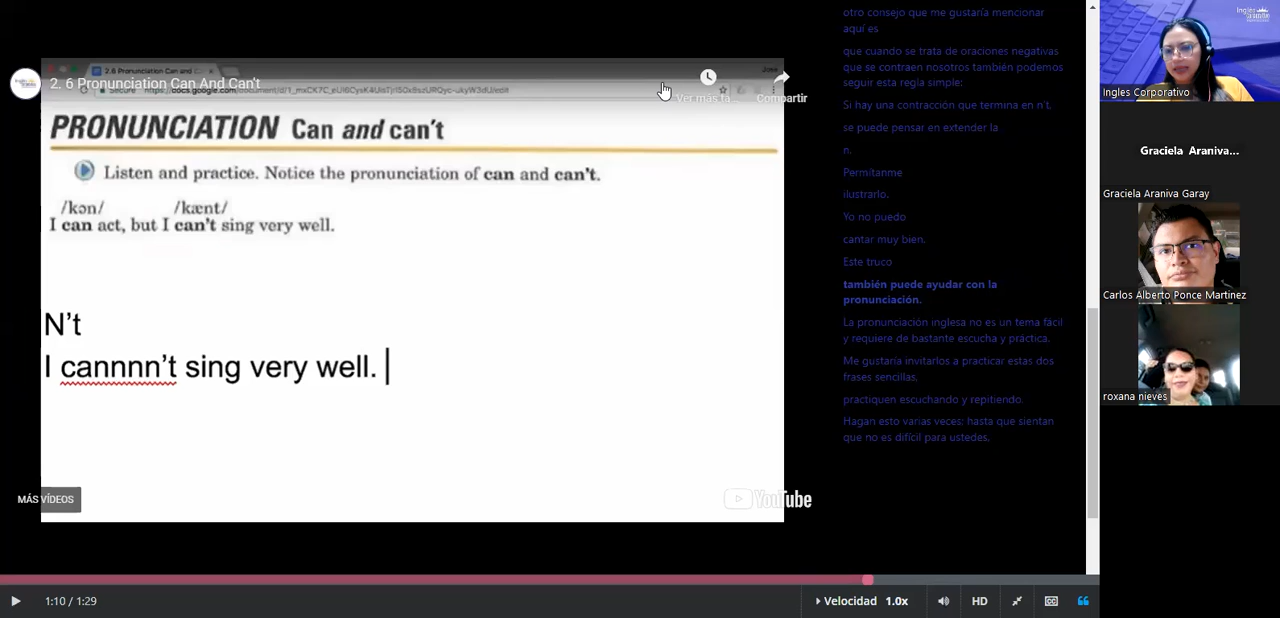 2. 6 Pronunciation Can And Can't
Ver más ta...
Compartir
PRONUNCIATION Can and can't
Listen and practice. Notice the pronunciation of can and can't.
/kən/ /kænt/
I can act, but I can't sing very well.
N't
I cannnn't sing very well.
MÁS VÍDEOS
YouTube
1:10 / 1:29
Velocidad 1.0x
HD
otro consejo que me gustaría mencionar
aquí es
que cuando se trata de oraciones negativas
que se contraen nosotros también podemos
seguir esta regla simple:
Si hay una contracción que termina en n't,
se puede pensar en extender la
n.
Permítanme
ilustrarlo.
Yo no puedo
cantar muy bien.
Este truco
también puede ayudar con la
pronunciación.
La pronunciación inglesa no es un tema fácil
y requiere de bastante escucha y práctica.
Me gustaría invitarlos a practicar estas dos
frases sencillas,
practiquen escuchando y repitiendo.
Hagan esto varias veces; hasta que sientan
que no es difícil para ustedes.
Ingles Corporativo
Graciela Araniva...
Graciela Araniva Garay
Carlos Alberto Ponce Martinez
roxana nieves